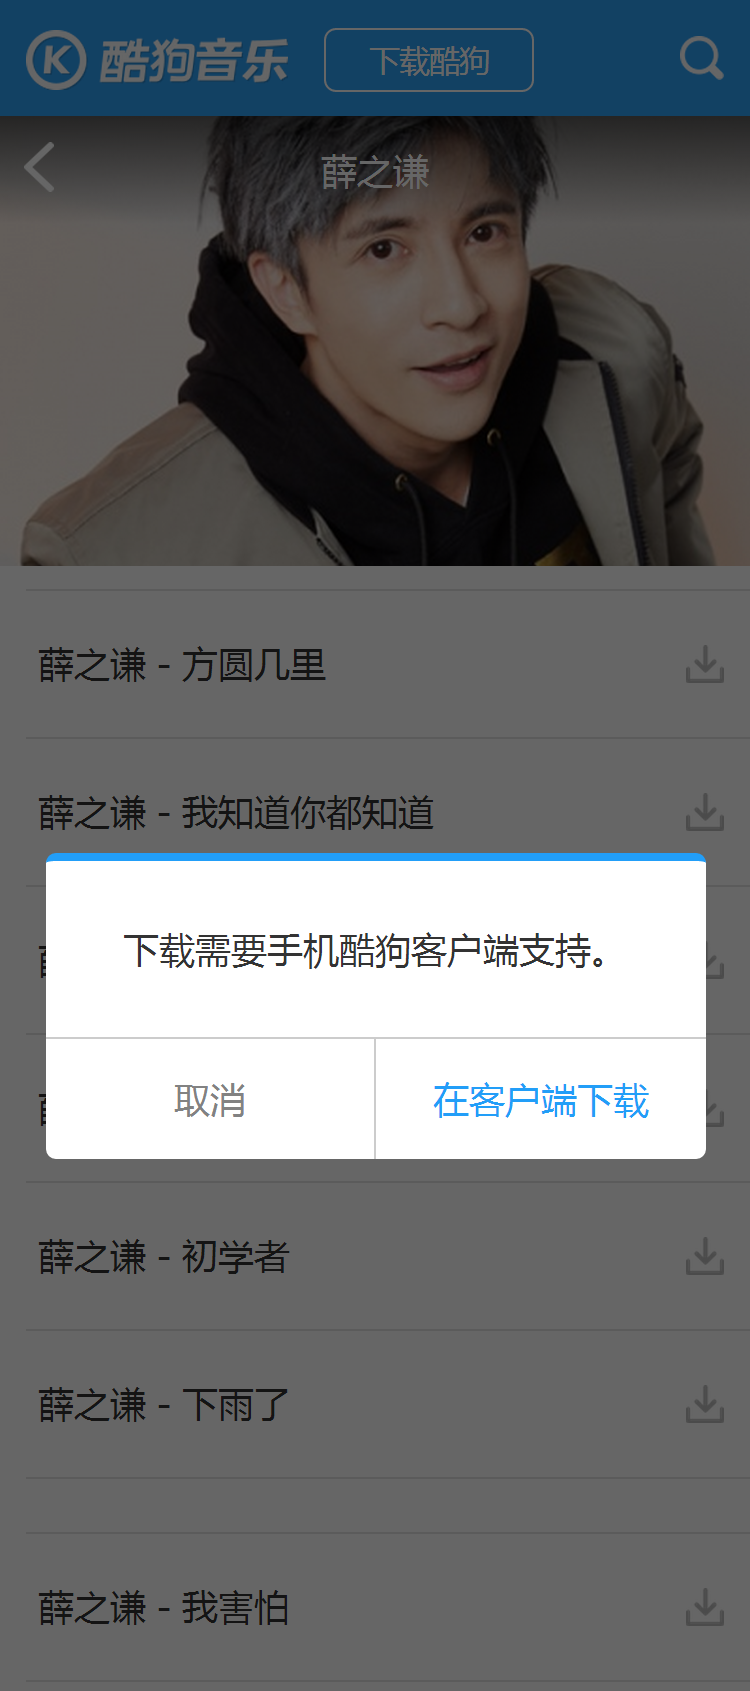 酷狗音乐
下载酷狗
薛之谦
薛之谦 - 方圆几里
薛之谦 - 我知道你都知道
下载需要手机酷狗客户端支持。
取消
在客户端下载
薛之谦 - 初学者
薛之谦 - 下雨了
薛之谦 - 我害怕